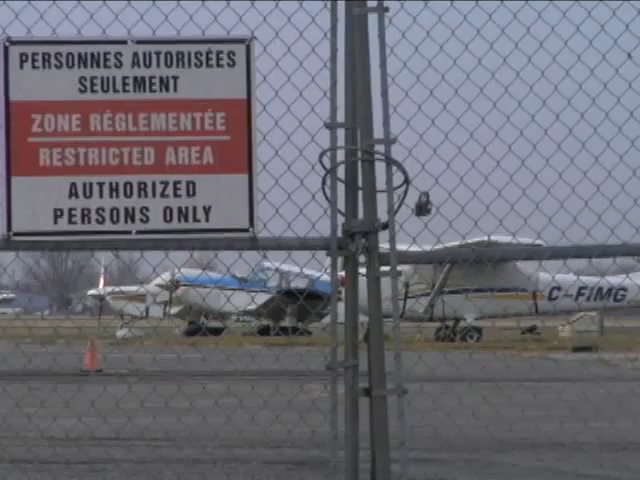 PERSONNES AUTORISÉES
SEULEMENT
ZONE RÉGLEMENTÉE
RESTRICTED AREA
AUTHORIZED
PERSONS ONLY
C-FIMG